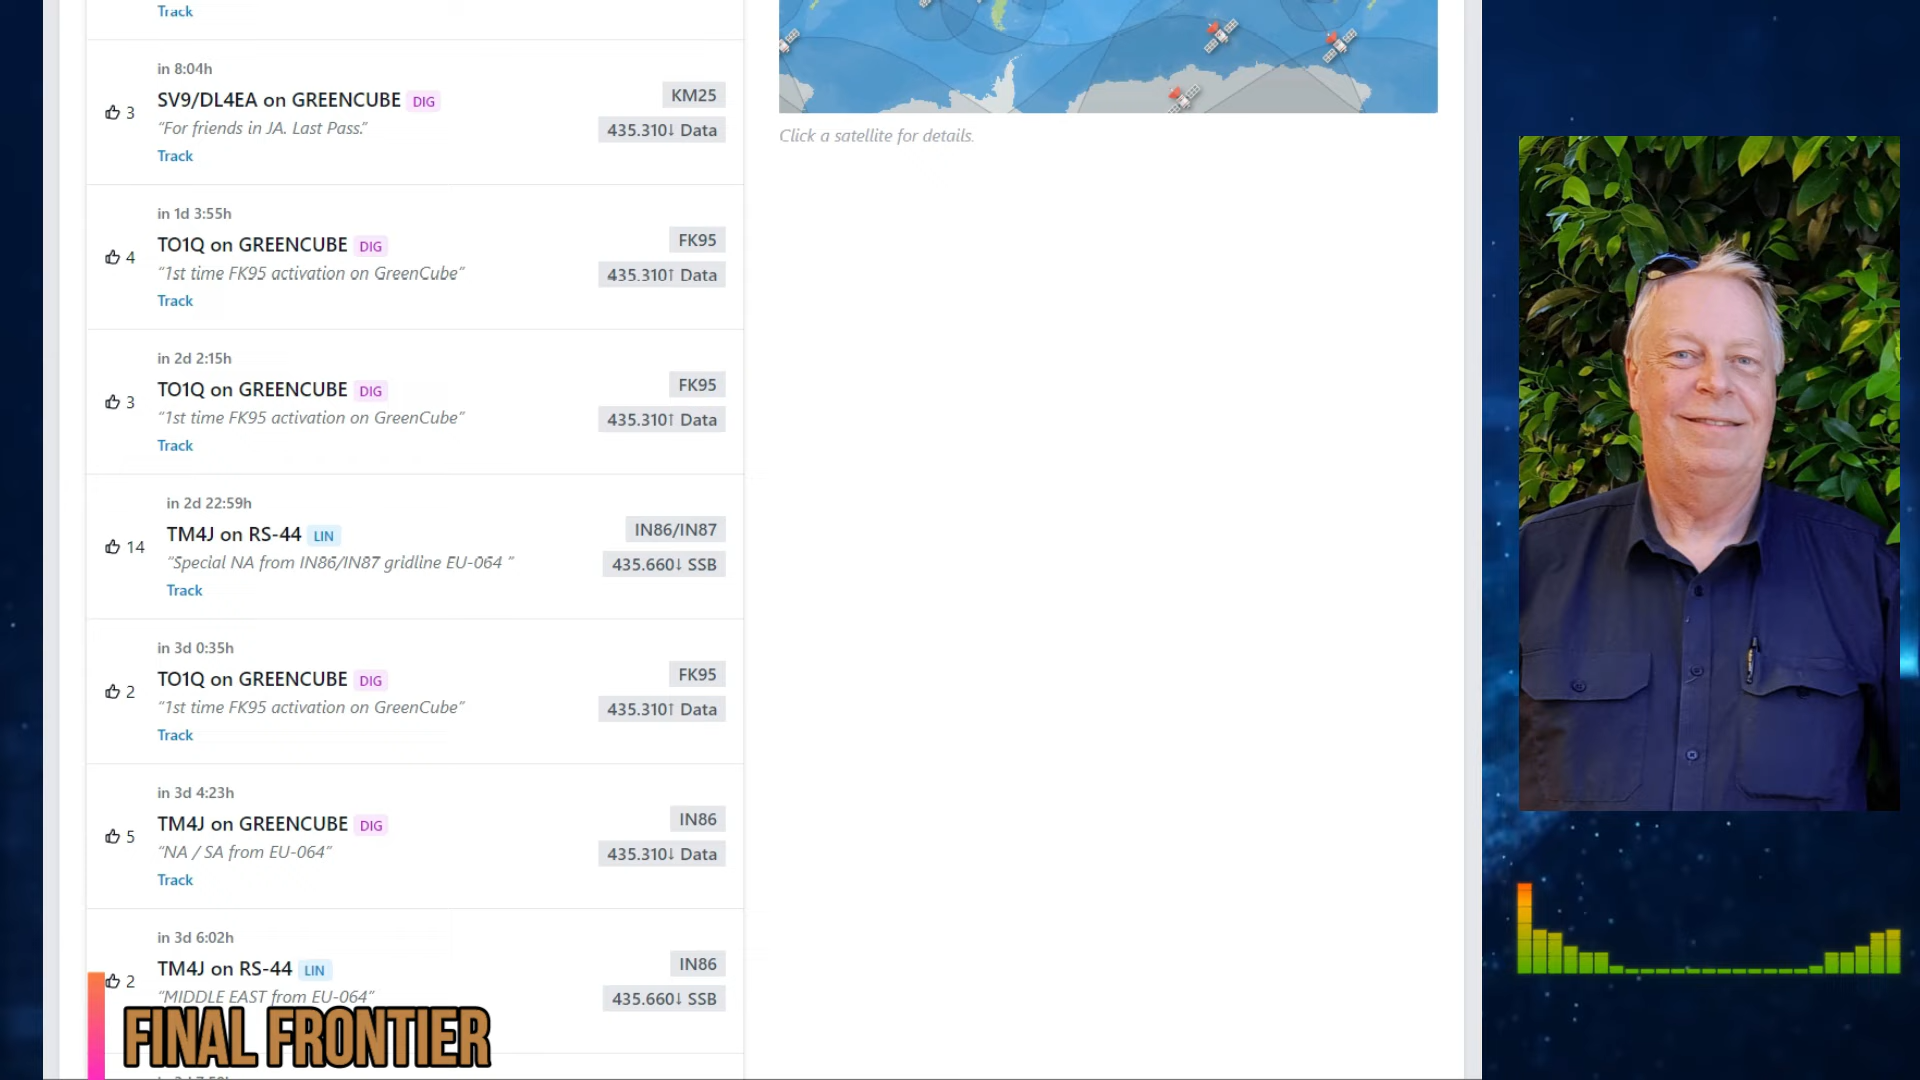 Track
in 8:04h
3
SV9/DL4EA on GREENCUBE DIG
KM25
"For friends in JA. Last Pass."
435.310↓ Data
Track
Click a satellite for details.
in 1d 3:55h
4
TO1Q on GREENCUBE DIG
FK95
"1st time FK95 activation on GreenCube"
435.310↑ Data
Track
in 2d 2:15h
3
TO1Q on GREENCUBE DIG
FK95
"1st time FK95 activation on GreenCube"
435.310↑ Data
Track
in 2d 22:59h
14
TM4J on RS-44 LIN
IN86/IN87
"Special NA from IN86/IN87 gridline EU-064 "
435.660↓ SSB
Track
in 3d 0:35h
2
TO1Q on GREENCUBE DIG
FK95
"1st time FK95 activation on GreenCube"
435.310↑ Data
Track
in 3d 4:23h
5
TM4J on GREENCUBE DIG
IN86
"NA / SA from EU-064"
435.310↓ Data
Track
in 3d 6:02h
2
TM4J on RS-44 LIN
IN86
"MIDDLE EAST from EU-064"
435.660↓ SSB
FINAL FRONTIER